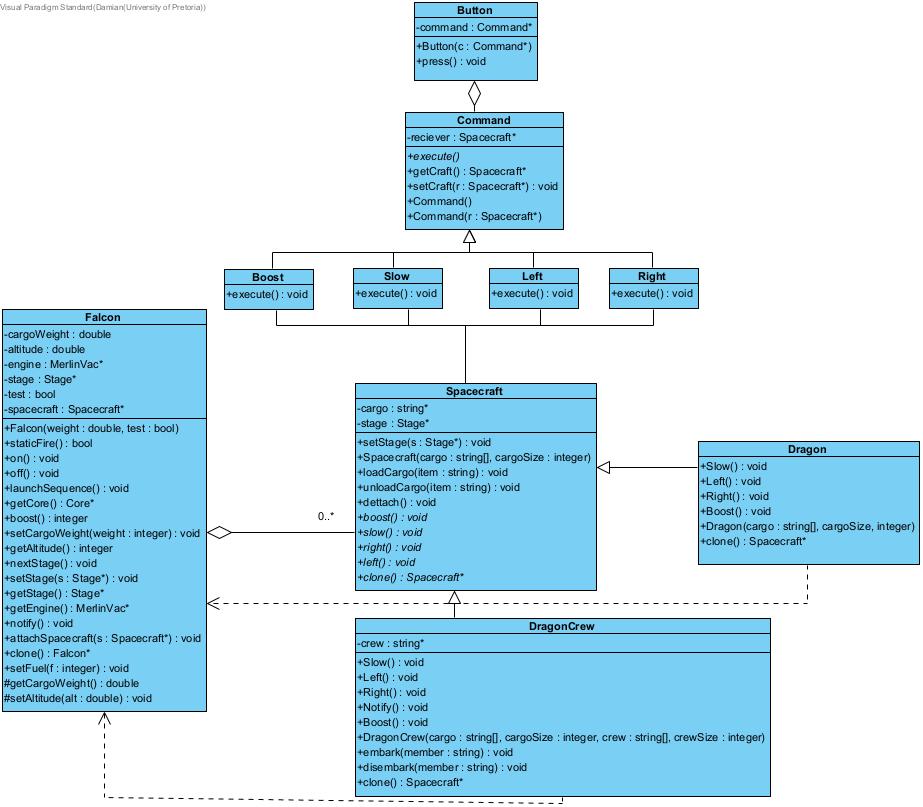 Visual Paradigm Standard(Damian(University of Pretoria))
Button
-command : Command*
+Button(c : Command*)
+press() : void
Command
-reciever : Spacecraft*
+execute()
+getCraft() : Spacecraft*
+setCraft(r : Spacecraft*) : void
+Command()
+Command(r : Spacecraft*)
Boost
+execute() : void
Slow
+execute() : void
Left
+execute() : void
Right
+execute() : void
Falcon
-cargoWeight : double
-altitude : double
-engine : MerlinVac*
-stage : Stage*
-test : bool
-spacecraft : Spacecraft*
+Falcon(weight : double, test : bool)
+staticFire() : bool
+on() : void
+off() : void
+launchSequence() : void
+getCore() : Core*
+boost() : integer
+setCargoWeight(weight : integer) : void
+getAltitude() : integer
+nextStage() : void
+setStage(s : Stage*) : void
+getStage() : Stage*
+getEngine() : MerlinVac*
+notify() : void
+attachSpacecraft(s : Spacecraft*) : void
+clone() : Falcon*
+setFuel(f : integer) : void
#getCargoWeight() : double
#setAltitude(alt : double) : void
0..*
Spacecraft
-cargo : string*
-stage : Stage*
+setStage(s : Stage*) : void
+Spacecraft(cargo : string[], cargoSize : integer)
+loadCargo(item : string) : void
+unloadCargo(item : string) : void
+dettach() : void
+boost() : void
+slow() : void
+right() : void
+left() : void
+clone() : Spacecraft*
Dragon
+Slow() : void
+Left() : void
+Right() : void
+Boost() : void
+Dragon(cargo : string[], cargoSize, integer)
+clone() : Spacecraft*
DragonCrew
-crew : string*
+Slow() : void
+Left() : void
+Right() : void
+Notify() : void
+Boost() : void
+DragonCrew(cargo : string[], cargoSize : integer, crew : string[], crewSize : integer)
+embark(member : string) : void
+disembark(member : string) : void
+clone() : Spacecraft*